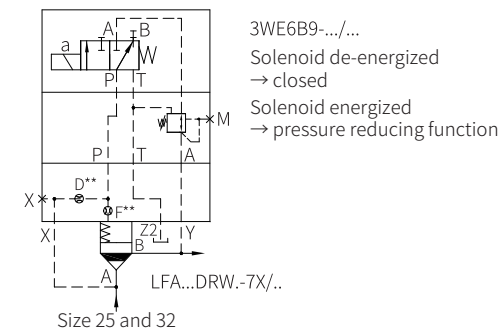 A B
a
P T
3WE6B9-.../...
Solenoid de-energized
→ closed
Solenoid energized
→ pressure reducing function
M
P T A
D**
X
F**
X
Z2
Y
B
A
LFA...DRW.-7X/..
Size 25 and 32